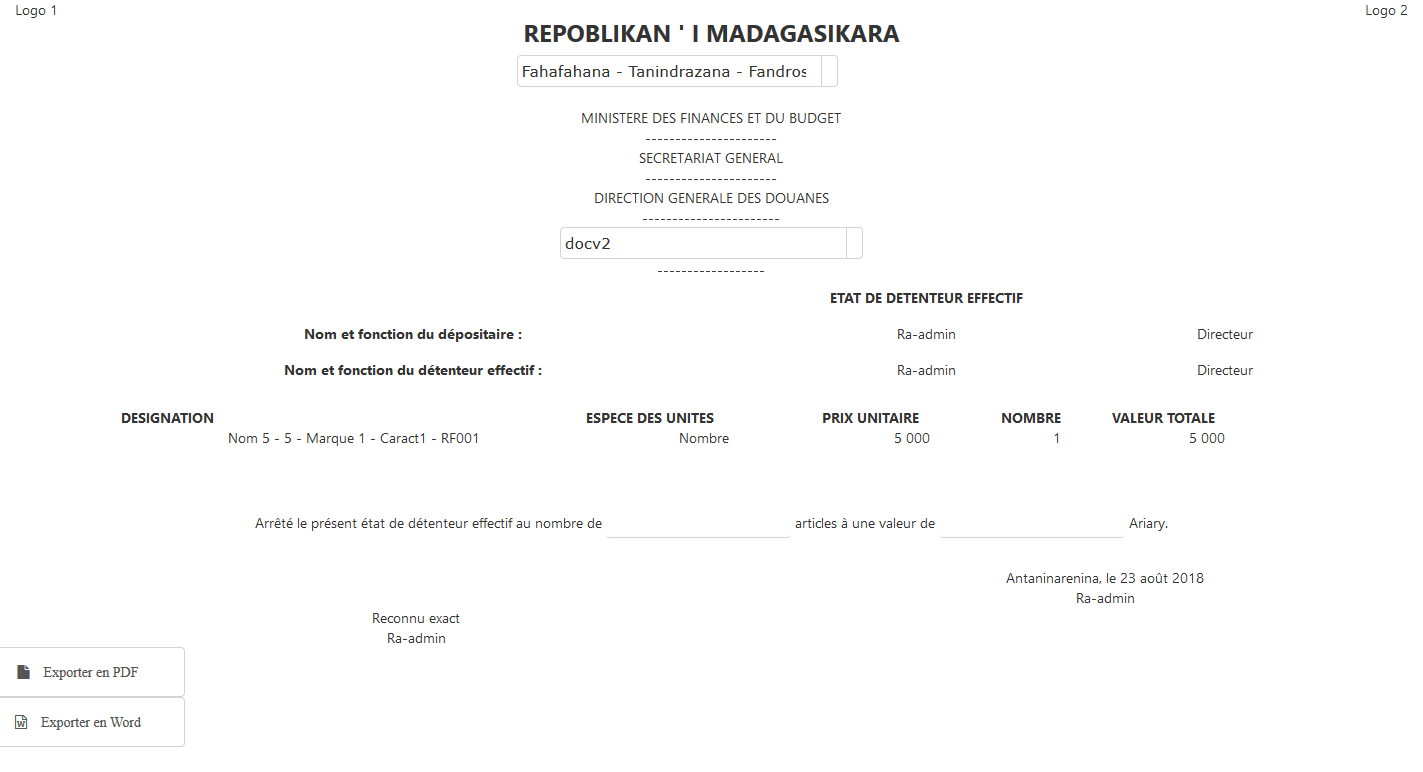 Logo 1 Logo 2
REPOBLIKAN ' I MADAGASIKARA
Fahafahana - Tanindrazana - Fandros
MINISTERE DES FINANCES ET DU BUDGET
----------------------
SECRETARIAT GENERAL
----------------------
DIRECTION GENERALE DES DOUANES
-----------------------
docv2
------------------
ETAT DE DETENTEUR EFFECTIF
Nom et fonction du dépositaire : Ra-admin Directeur
Nom et fonction du détenteur effectif : Ra-admin Directeur
DESIGNATION ESPECE DES UNITES PRIX UNITAIRE NOMBRE VALEUR TOTALE
Nom 5 - 5 - Marque 1 - Caract1 - RF001 Nombre 5 000 1 5 000
Arrêté le présent état de détenteur effectif au nombre de articles à une valeur de Ariary.
Antaninarenina, le 23 août 2018
Ra-admin
Reconnu exact
Ra-admin
Exporter en PDF
Exporter en Word